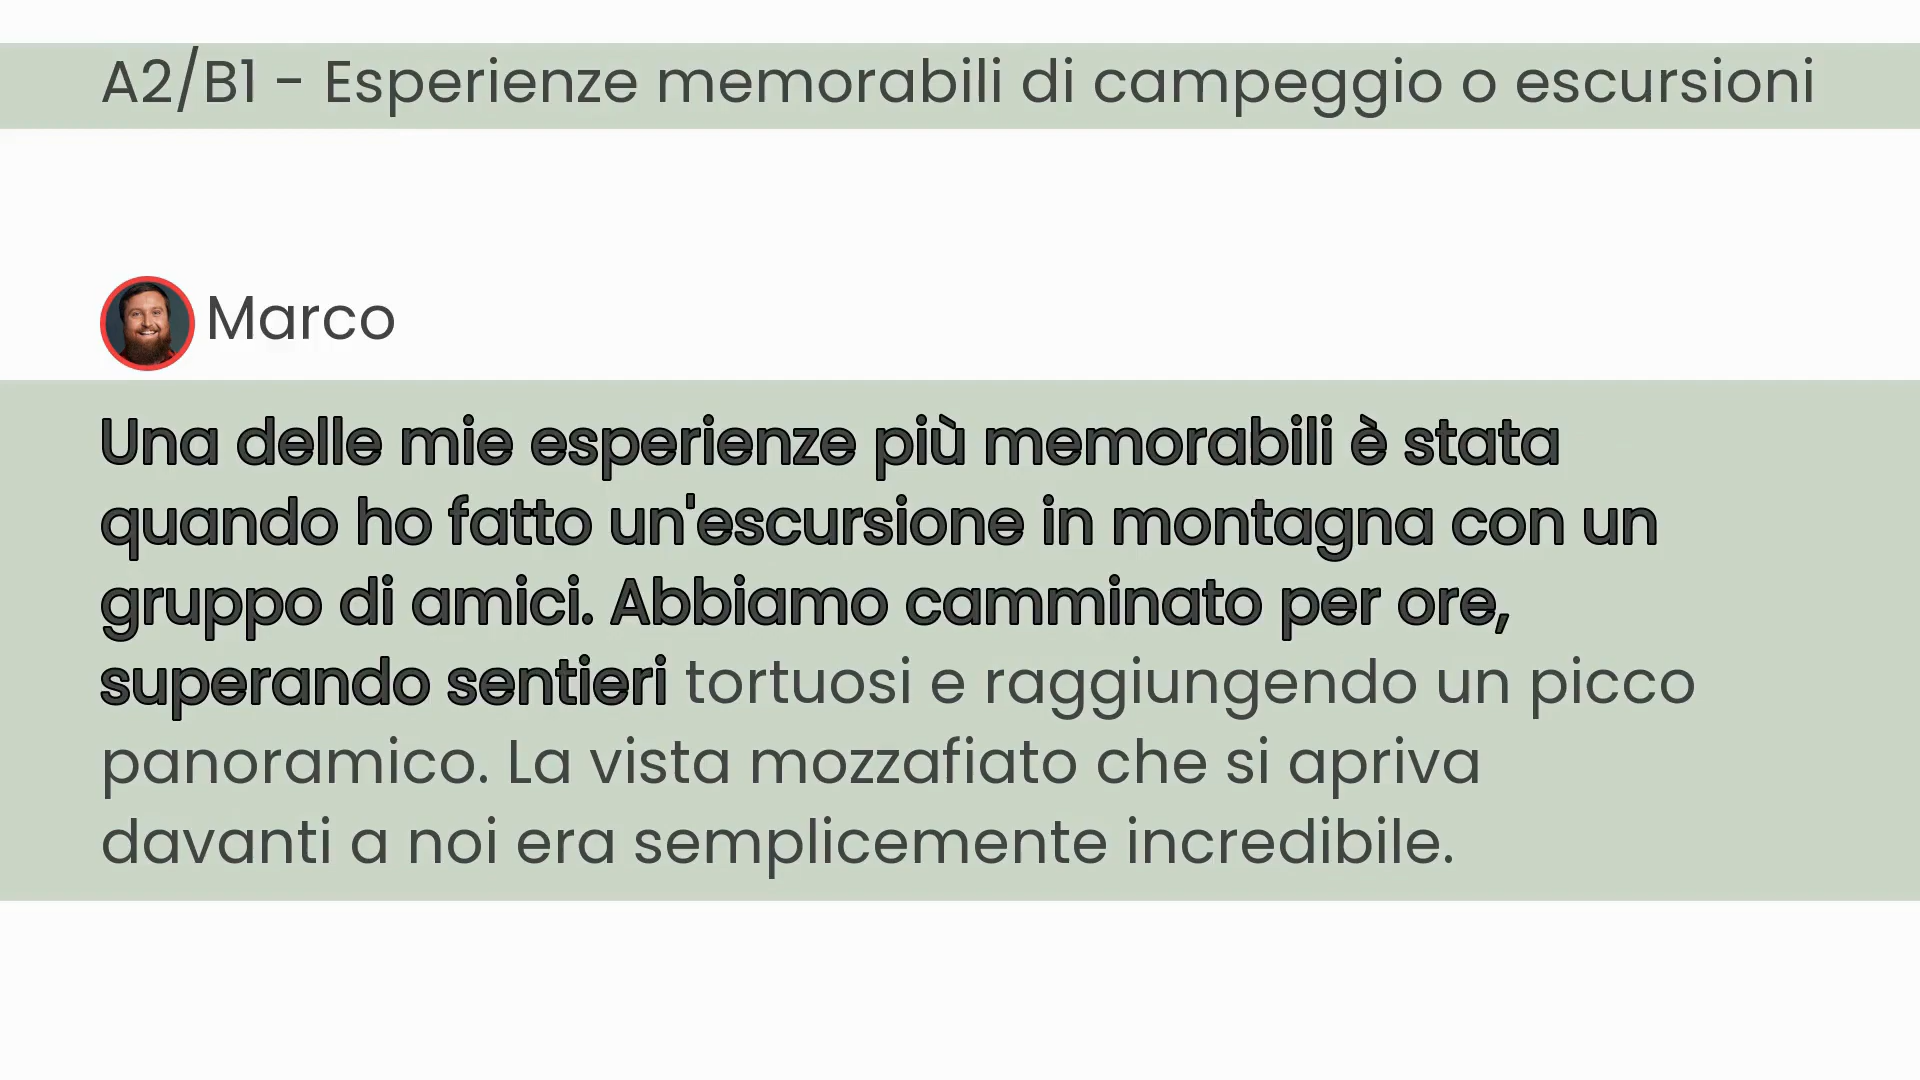 A2/B1 - Esperienze memorabili di campeggio o escursioni
Marco
Una delle mie esperienze più memorabili è stata
quando ho fatto un'escursione in montagna con un
gruppo di amici. Abbiamo camminato per ore,
superando sentieri tortuosi e raggiungendo un picco
panoramico. La vista mozzafiato che si apriva
davanti a noi era semplicemente incredibile.